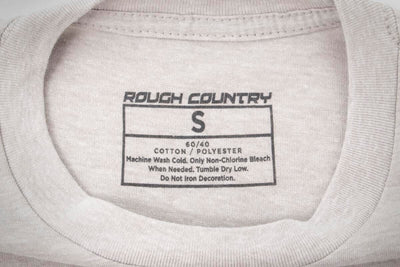 ROUGH COUNTRY
S
60/40
COTTON / POLYESTER
Machine Wash Cold. Only Non-Chlorine Bleach
When Needed. Tumble Dry Low.
Do Not Iron Decoration.